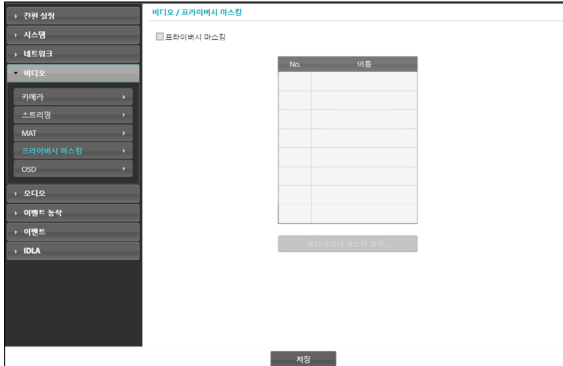 간편 설정
시스템
네트워크
비디오
카메라
스트리밍
MAT
프라이버시 마스킹
OSD
오디오
이벤트 동작
이벤트
IDLA
비디오 / 프라이버시 마스킹
프라이버시 마스킹
No. 이름
프라이버시 마스킹 설정...
저장